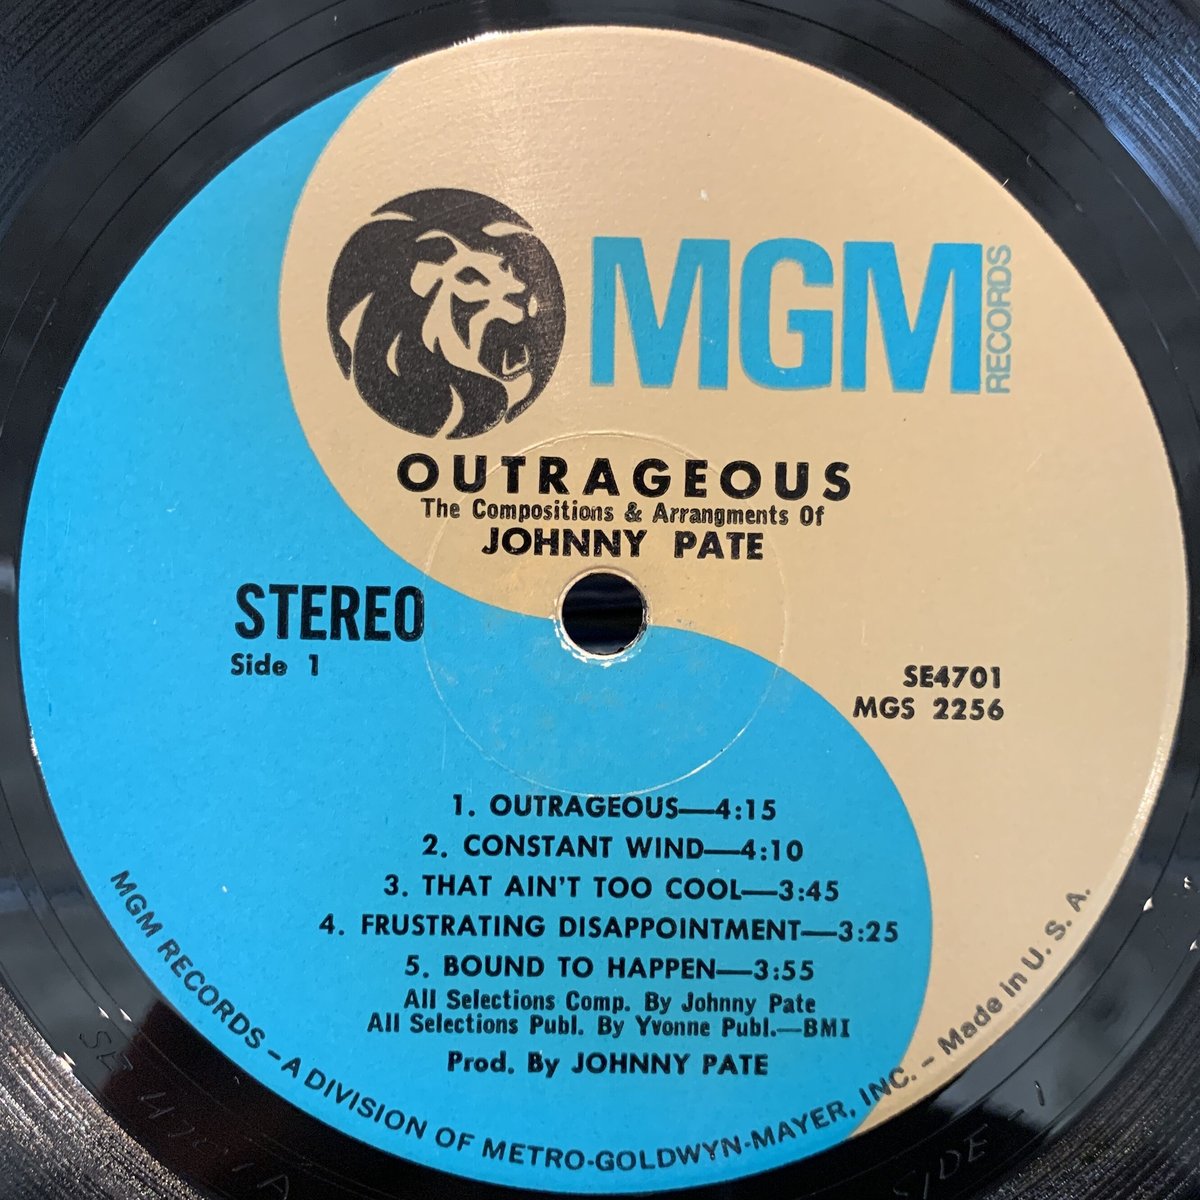 MGM
RECORDS
OUTRAGEOUS
The Compositions & Arrangments Of
JOHNNY PATE
STEREO
Side 1
SE4701
MGS 2256
1. OUTRAGEOUS—4:15
2. CONSTANT WIND—4:10
3. THAT AIN'T TOO COOL—3:45
4. FRUSTRATING DISAPPOINTMENT—3:25
5. BOUND TO HAPPEN—3:55
All Selections Comp. By Johnny Pate
All Selections Publ. By Yvonne Publ.—BMI
Prod. By JOHNNY PATE
MGM RECORDS – A DIVISION OF METRO-GOLDWYN-MAYER, INC. – Made in U. S. A.
SIDE - 1